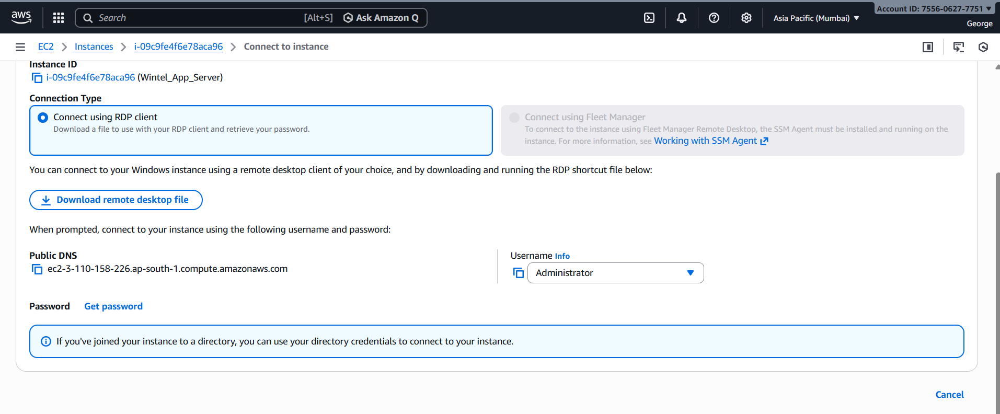 aws
Search
[Alt+S]
Ask Amazon Q
Asia Pacific (Mumbai)
Account ID: 7556-0627-7751
George
EC2
Instances
i-09c9fe4f6e78aca96
Connect to instance
Instance ID
i-09c9fe4f6e78aca96 (Wintel_App_Server)
Connection Type
Connect using RDP client
Download a file to use with your RDP client and retrieve your password.
Connect using Fleet Manager
To connect to the instance using Fleet Manager Remote Desktop, the SSM Agent must be installed and running on the
instance. For more information, see Working with SSM Agent
You can connect to your Windows instance using a remote desktop client of your choice, and by downloading and running the RDP shortcut file below:
Download remote desktop file
When prompted, connect to your instance using the following username and password:
Public DNS
ec2-3-110-158-226.ap-south-1.compute.amazonaws.com
Username Info
Administrator
Password
Get password
If you've joined your instance to a directory, you can use your directory credentials to connect to your instance.
Cancel